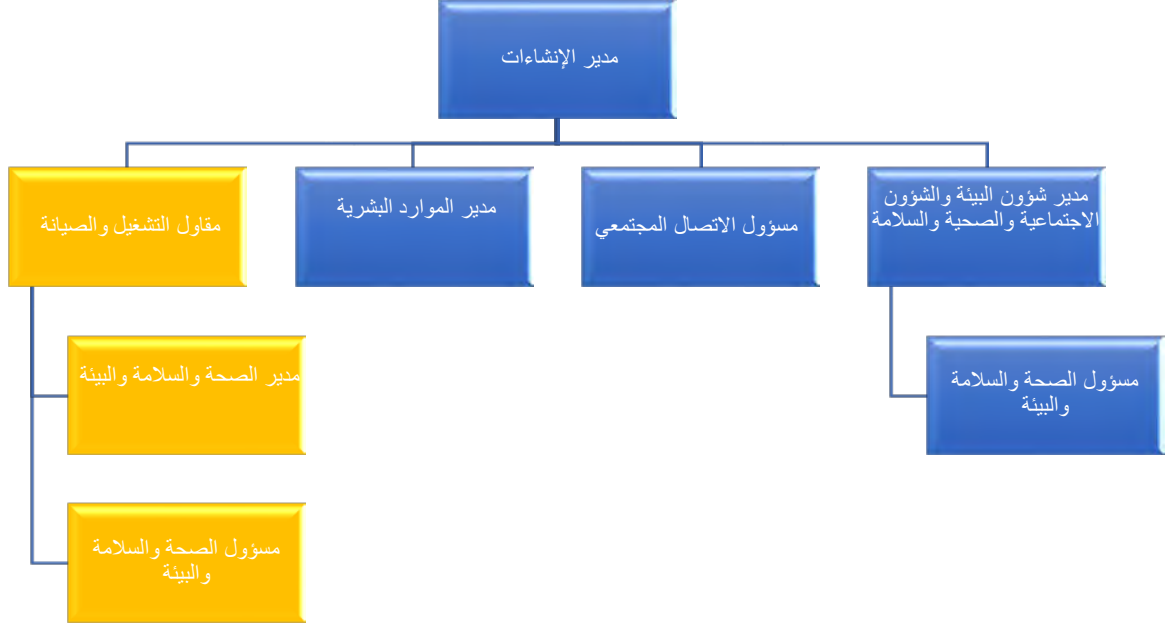 مدير الإنشاءات
مدير شؤون البيئة والشؤون
الاجتماعية والصحية والسلامة
مسؤول الاتصال المجتمعي
مدير الموارد البشرية
مقاول التشغيل والصيانة
مسؤول الصحة والسلامة
والبيئة
مدير الصحة والسلامة والبيئة
مسؤول الصحة والسلامة
والبيئة